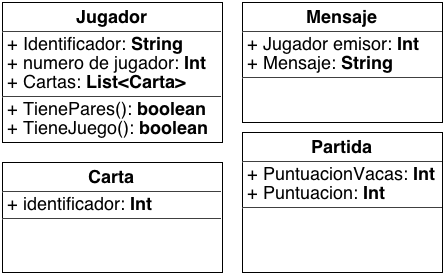 Jugador
+ Identificador: String
+ numero de jugador: Int
+ Cartas: List<Carta>
+ TienePares(): boolean
+ TieneJuego(): boolean
Mensaje
+ Jugador emisor: Int
+ Mensaje: String
Carta
+ identificador: Int
Partida
+ PuntuacionVacas: Int
+ Puntuacion: Int